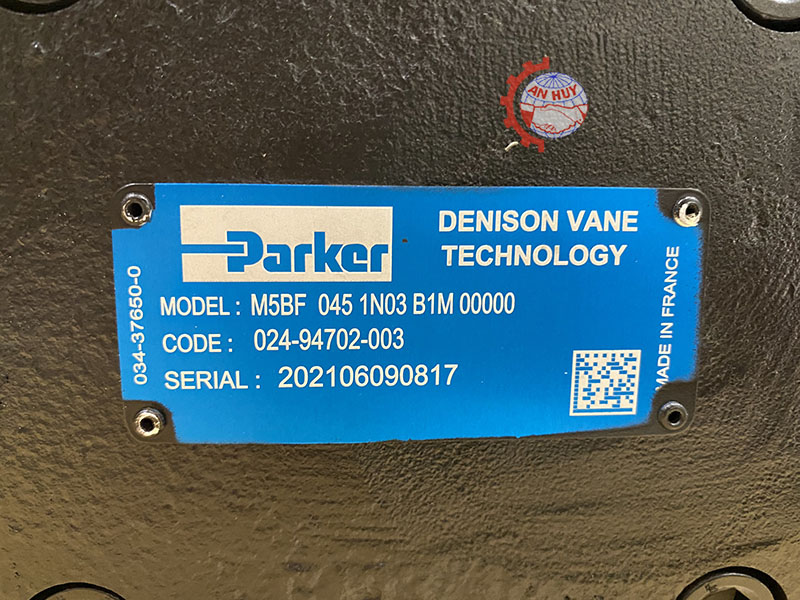 AN HUY
Parker
DENISON VANE
TECHNOLOGY
034-37650-0
MODEL : M5BF 045 1N03 B1M 00000
CODE : 024-94702-003
SERIAL : 202106090817
MADE IN FRANCE